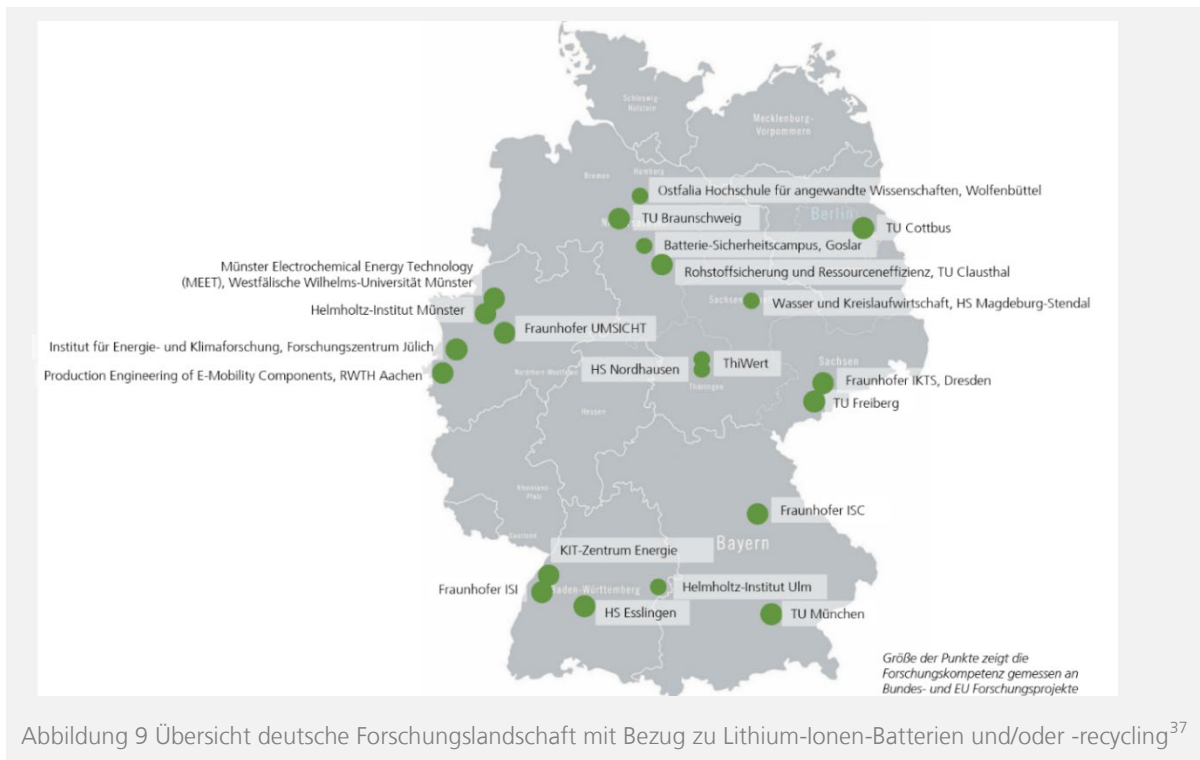 Schleswig-
Holstein
Mecklenburg-
Vorpommern
Hamburg
Bremen
Ostfalia Hochschule für angewandte Wissenschaften, Wolfenbüttel
TU Braunschweig
Berlin
TU Cottbus
Batterie-Sicherheitscampus, Goslar
Münster Electrochemical Energy Technology
(MEET), Westfälische Wilhelms-Universität Münster
Rohstoffsicherung und Ressourceneffizienz, TU Clausthal
Wasser und Kreislaufwirtschaft, HS Magdeburg-Stendal
Helmholtz-Institut Münster
Fraunhofer UMSICHT
Institut für Energie- und Klimaforschung, Forschungszentrum Jülich
Production Engineering of E-Mobility Components, RWTH Aachen
HS Nordhausen
ThiWert
Thüringen
Sachsen
Fraunhofer IKTS, Dresden
TU Freiberg
Hessen
Rheinland-
Pfalz
Saarland
Fraunhofer ISC
Bayern
KIT-Zentrum Energie
Fraunhofer ISI
Baden-Württemberg
Helmholtz-Institut Ulm
HS Esslingen
TU München
Größe der Punkte zeigt die
Forschungskompetenz gemessen an
Bundes- und EU Forschungsprojekte
Abbildung 9 Übersicht deutsche Forschungslandschaft mit Bezug zu Lithium-Ionen-Batterien und/oder -recycling37